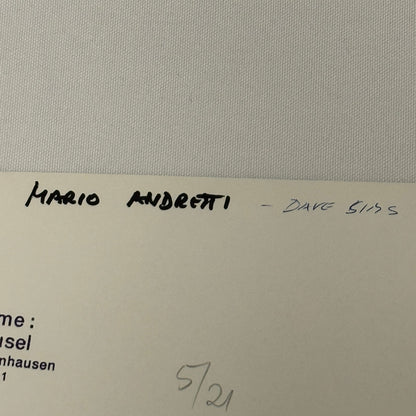 MARIO ANDRETTI - DAVE SIMS
me:
usel
nhausen
1
5/21